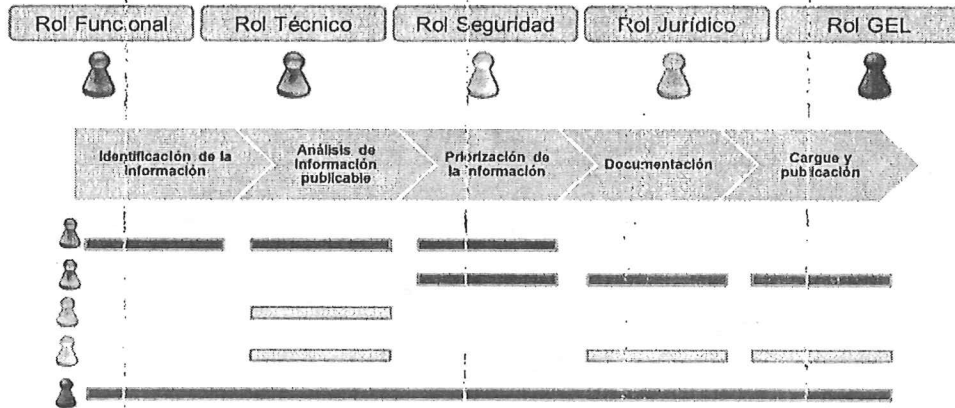 Rol Funcional
Rol Técnico
Rol Seguridad
Rol Jurídico
Rol GEL
Identificación de la
Información
Análisis de
Información
publicable
Priorización de
la Información
Documentación
Cargue y
publicación